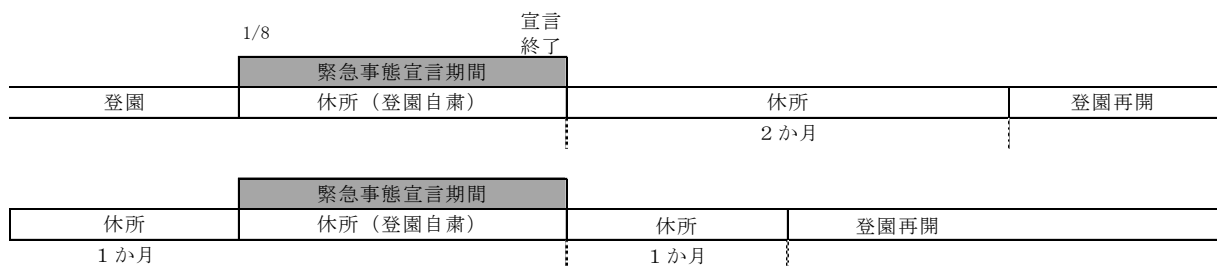 1/8
宣言
終了
緊急事態宣言期間
登園 休所（登園自粛） 休所 登園再開
２か月
緊急事態宣言期間
休所 休所（登園自粛） 休所 登園再開
１か月 １か月